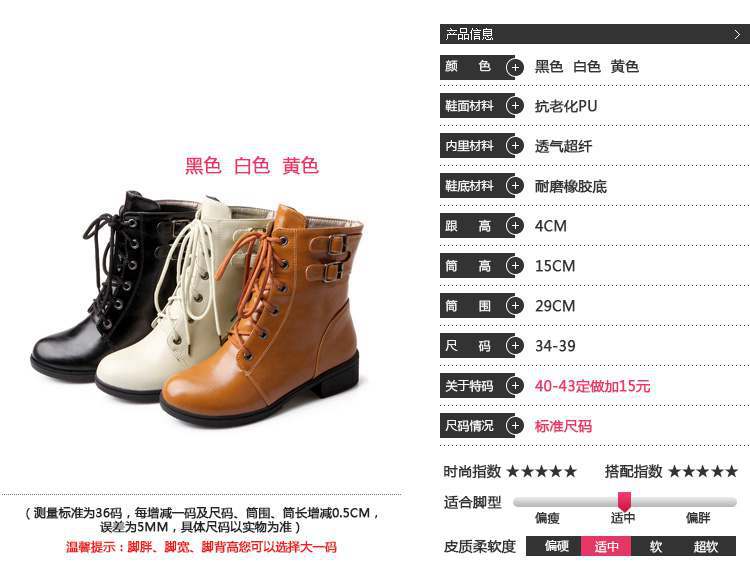 黑色 白色 黄色
（测量标准为36码，每增减一码及尺码、筒围、筒长增减0.5CM，
误差为5MM，具体尺码以实物为准）
温馨提示：脚胖、脚宽、脚背高您可以选择大一码
产品信息
颜 色 黑色 白色 黄色
鞋面材料 抗老化PU
内里材料 透气超纤
鞋底材料 耐磨橡胶底
跟 高 4CM
筒 高 15CM
筒 围 29CM
尺 码 34-39
关于特码 40-43定做加15元
尺码情况 标准尺码
时尚指数 ★★★★★ 搭配指数 ★★★★★
适合脚型
偏瘦 适中 偏胖
皮质柔软度 偏硬 适中 软 超软